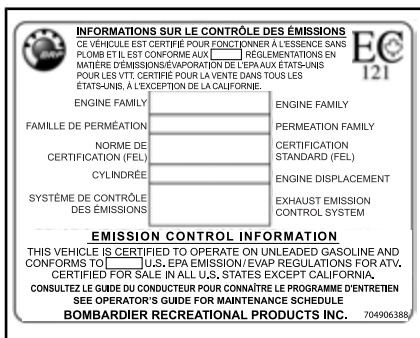 INFORMATIONS SUR LE CONTRÔLE DES ÉMISSIONS
CE VÉHICULE EST CERTIFIÉ POUR FONCTIONNER À L'ESSENCE SANS
PLOMB ET IL EST CONFORME AUX RÉGLEMENTATIONS EN
MATIÈRE D'ÉMISSIONS/ÉVAPORATION DE L'EPA AUX ÉTATS-UNIS
POUR LES VTT. CERTIFIÉ POUR LA VENTE DANS TOUS LES
ÉTATS-UNIS, À L'EXCEPTION DE LA CALIFORNIE.
BRP
EC
121
ENGINE FAMILY ENGINE FAMILY
FAMILLE DE PERMÉATION PERMEATION FAMILY
NORME DE CERTIFICATION
CERTIFICATION (FEL) STANDARD (FEL)
CYLINDRÉE ENGINE DISPLACEMENT
SYSTÈME DE CONTRÔLE EXHAUST EMISSION
DES ÉMISSIONS CONTROL SYSTEM
EMISSION CONTROL INFORMATION
THIS VEHICLE IS CERTIFIED TO OPERATE ON UNLEADED GASOLINE AND
CONFORMS TO U.S. EPA EMISSION/EVAP REGULATIONS FOR ATV.
CERTIFIED FOR SALE IN ALL U.S. STATES EXCEPT CALIFORNIA.
CONSULTEZ LE GUIDE DU CONDUCTEUR POUR CONNAÎTRE LE PROGRAMME D'ENTRETIEN
SEE OPERATOR'S GUIDE FOR MAINTENANCE SCHEDULE
BOMBARDIER RECREATIONAL PRODUCTS INC. 704906388